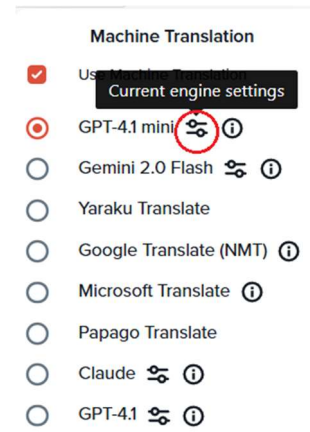 Machine Translation
Use Machine Translation
Current engine settings
GPT-4.1 mini
Gemini 2.0 Flash
Yaraku Translate
Google Translate (NMT)
Microsoft Translate
Papago Translate
Claude
GPT-4.1